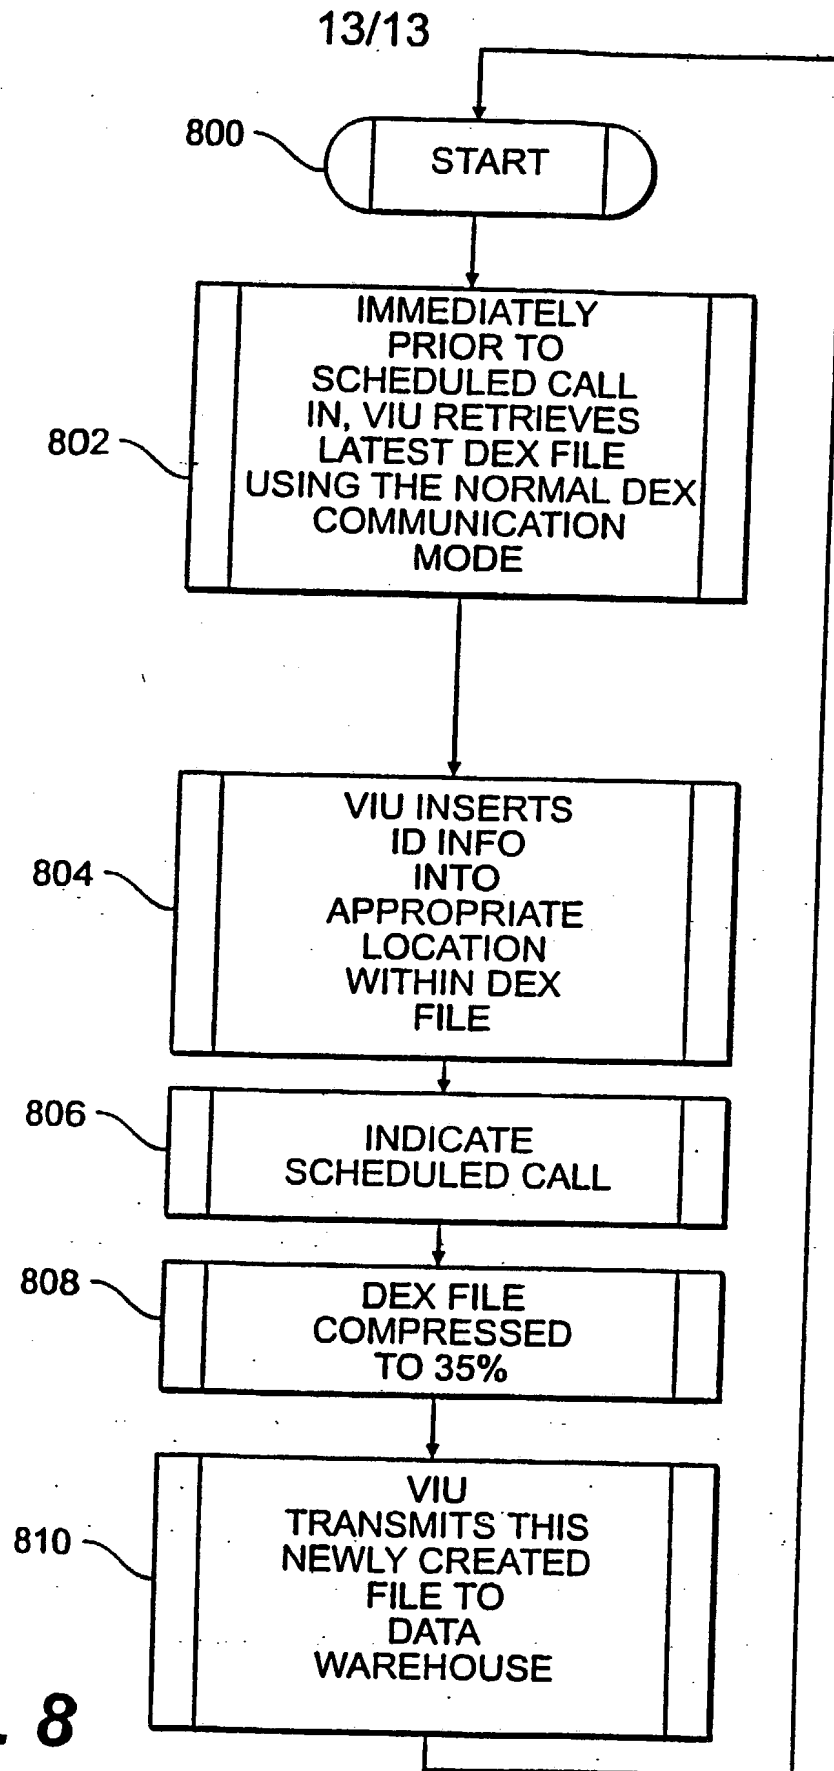 13/13
800
START
802
IMMEDIATELY
PRIOR TO
SCHEDULED CALL
IN, VIU RETRIEVES
LATEST DEX FILE
USING THE NORMAL DEX
COMMUNICATION
MODE
804
VIU INSERTS
ID INFO
INTO
APPROPRIATE
LOCATION
WITHIN DEX
FILE
806
INDICATE
SCHEDULED CALL
808
DEX FILE
COMPRESSED
TO 35%
810
VIU
TRANSMITS THIS
NEWLY CREATED
FILE TO
DATA
WAREHOUSE
. 8